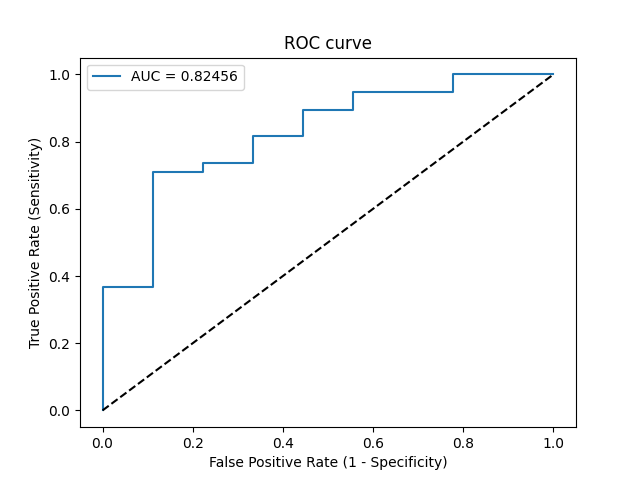 ROC curve
AUC = 0.82456
True Positive Rate (Sensitivity)
1.0
0.8
0.6
0.4
0.2
0.0
0.0 0.2 0.4 0.6 0.8 1.0
False Positive Rate (1 - Specificity)